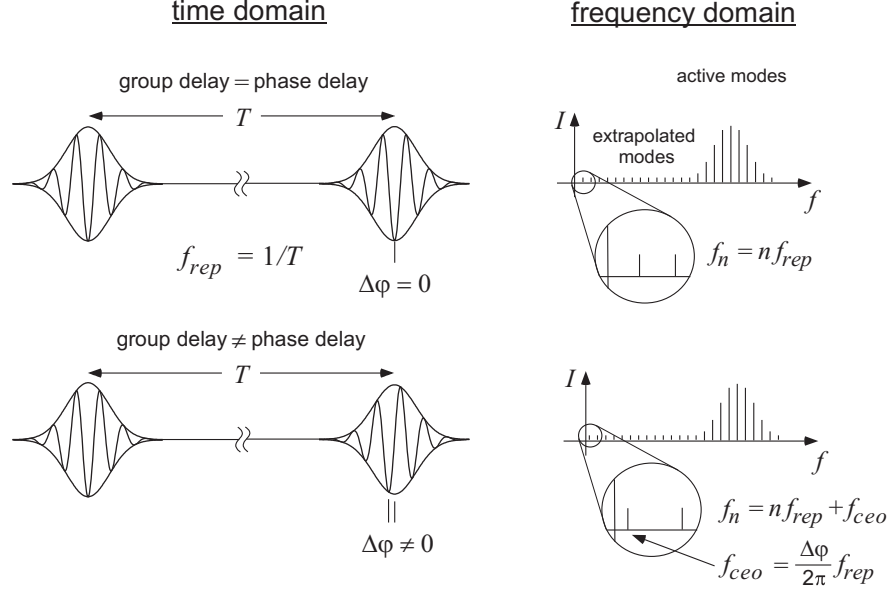 time domain
frequency domain
group delay = phase delay
T
active modes
I
extrapolated
modes
f
f_rep = 1/T
f_n = n f_rep
Δφ = 0
group delay ≠ phase delay
T
I
f
f_n = n f_rep + f_ceo
Δφ ≠ 0
f_ceo = Δφ/2π f_rep